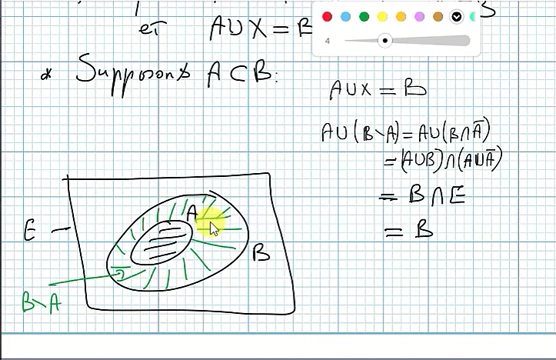 et A∪X = B
* Supposons A⊂B:
A∪X = B
A∪(B∖A) = A∪(B∩Ā)
= (A∪B)∩(A∪Ā)
= B∩E
= B
4
E
A
B
B∖A